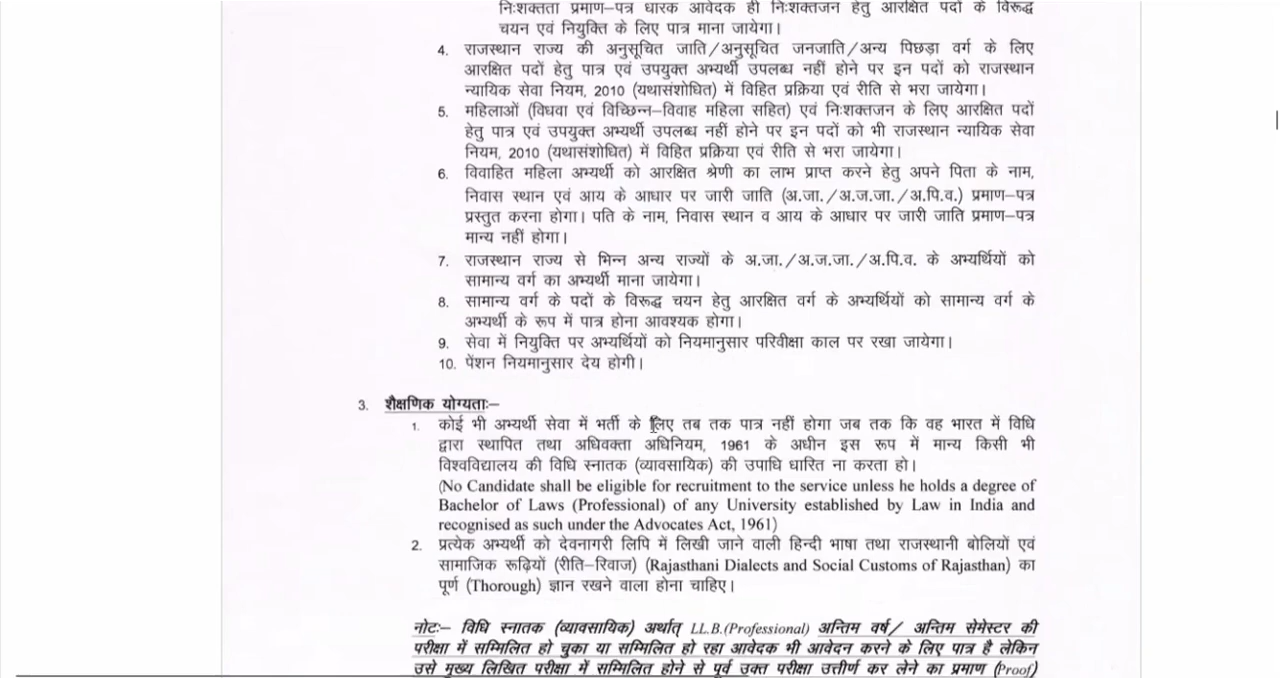 निःशक्तता प्रमाण–पत्र धारक आवेदक ही निःशक्तजन हेतु आरक्षित पदों के विरूद्ध
चयन एवं नियुक्ति के लिए पात्र माना जायेगा।
4. राजस्थान राज्य की अनुसूचित जाति/अनुसूचित जनजाति/अन्य पिछड़ा वर्ग के लिए
आरक्षित पदों हेतु पात्र एवं उपयुक्त अभ्यर्थी उपलब्ध नहीं होने पर इन पदों को राजस्थान
न्यायिक सेवा नियम, 2010 (यथासंशोधित) में विहित प्रक्रिया एवं रीति से भरा जायेगा।
5. महिलाओं (विधवा एवं विच्छिन्न–विवाह महिला सहित) एवं निःशक्तजन के लिए आरक्षित पदों
हेतु पात्र एवं उपयुक्त अभ्यर्थी उपलब्ध नहीं होने पर इन पदों को भी राजस्थान न्यायिक सेवा
नियम, 2010 (यथासंशोधित) में विहित प्रक्रिया एवं रीति से भरा जायेगा।
6. विवाहित महिला अभ्यर्थी को आरक्षित श्रेणी का लाभ प्राप्त करने हेतु अपने पिता के नाम,
निवास स्थान एवं आय के आधार पर जारी जाति (अ.जा./अ.ज.जा./अ.पि.व.) प्रमाण–पत्र
प्रस्तुत करना होगा। पति के नाम, निवास स्थान व आय के आधार पर जारी जाति प्रमाण–पत्र
मान्य नहीं होगा।
7. राजस्थान राज्य से भिन्न अन्य राज्यों के अ.जा./अ.ज.जा./अ.पि.व. के अभ्यर्थियों को
सामान्य वर्ग का अभ्यर्थी माना जायेगा।
8. सामान्य वर्ग के पदों के विरूद्ध चयन हेतु आरक्षित वर्ग के अभ्यर्थियों को सामान्य वर्ग के
अभ्यर्थी के रूप में पात्र होना आवश्यक होगा।
9. सेवा में नियुक्ति पर अभ्यर्थियों को नियमानुसार परिवीक्षा काल पर रखा जायेगा।
10. पेंशन नियमानुसार देय होगी।
3. शैक्षणिक योग्यताः–
1. कोई भी अभ्यर्थी सेवा में भर्ती के लिए तब तक पात्र नहीं होगा जब तक कि वह भारत में विधि
द्वारा स्थापित तथा अधिवक्ता अधिनियम, 1961 के अधीन इस रूप में मान्य किसी भी
विश्वविद्यालय की विधि स्नातक (व्यावसायिक) की उपाधि धारित ना करता हो।
(No Candidate shall be eligible for recruitment to the service unless he holds a degree of
Bachelor of Laws (Professional) of any University established by Law in India and
recognised as such under the Advocates Act, 1961)
2. प्रत्येक अभ्यर्थी को देवनागरी लिपि में लिखी जाने वाली हिन्दी भाषा तथा राजस्थानी बोलियों एवं
सामाजिक रूढ़ियों (रीति–रिवाज) (Rajasthani Dialects and Social Customs of Rajasthan) का
पूर्ण (Thorough) ज्ञान रखने वाला होना चाहिए।
नोटः– विधि स्नातक (व्यावसायिक) अर्थात् LL.B.(Professional) अन्तिम वर्ष/ अन्तिम सेमेस्टर की
परीक्षा में सम्मिलित हो चुका या सम्मिलित हो रहा आवेदक भी आवेदन करने के लिए पात्र है लेकिन
उसे मुख्य लिखित परीक्षा में सम्मिलित होने से पूर्व उक्त परीक्षा उत्तीर्ण कर लेने का प्रमाण (Proof)